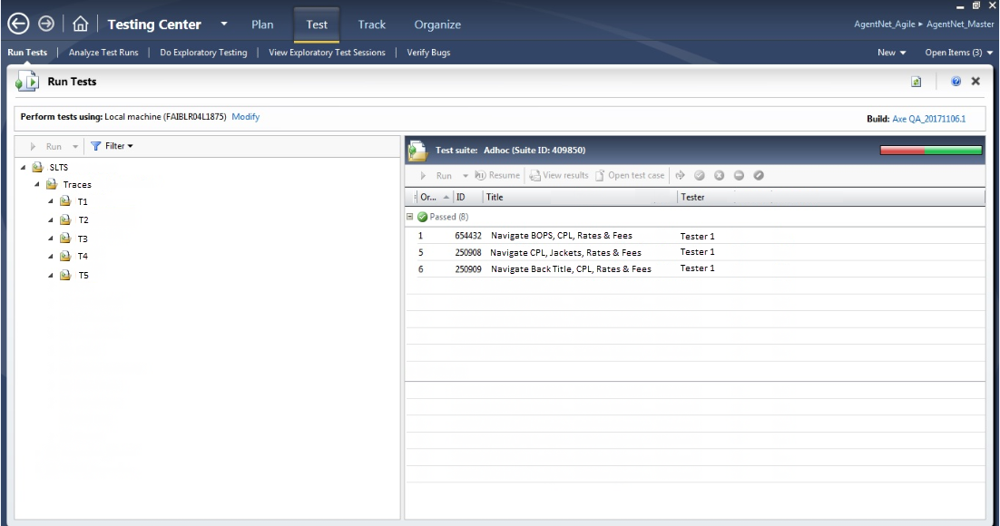 Testing Center Plan Test Track Organize
AgentNet_Agile ▸ AgentNet_Master
Run Tests Analyze Test Runs Do Exploratory Testing View Exploratory Test Sessions Verify Bugs
New Open Items (3)
Run Tests
Perform tests using: Local machine (FAIBLR04L1875) Modify
Build: Axe QA_20171106.1
Run Filter
SLTS
Traces
T1
T2
T3
T4
T5
Test suite: Adhoc (Suite ID: 409850)
Run Resume View results Open test case
Or... ID Title Tester
Passed (8)
1 654432 Navigate BOPS, CPL, Rates & Fees Tester 1
5 250908 Navigate CPL, Jackets, Rates & Fees Tester 1
6 250909 Navigate Back Title, CPL, Rates & Fees Tester 1